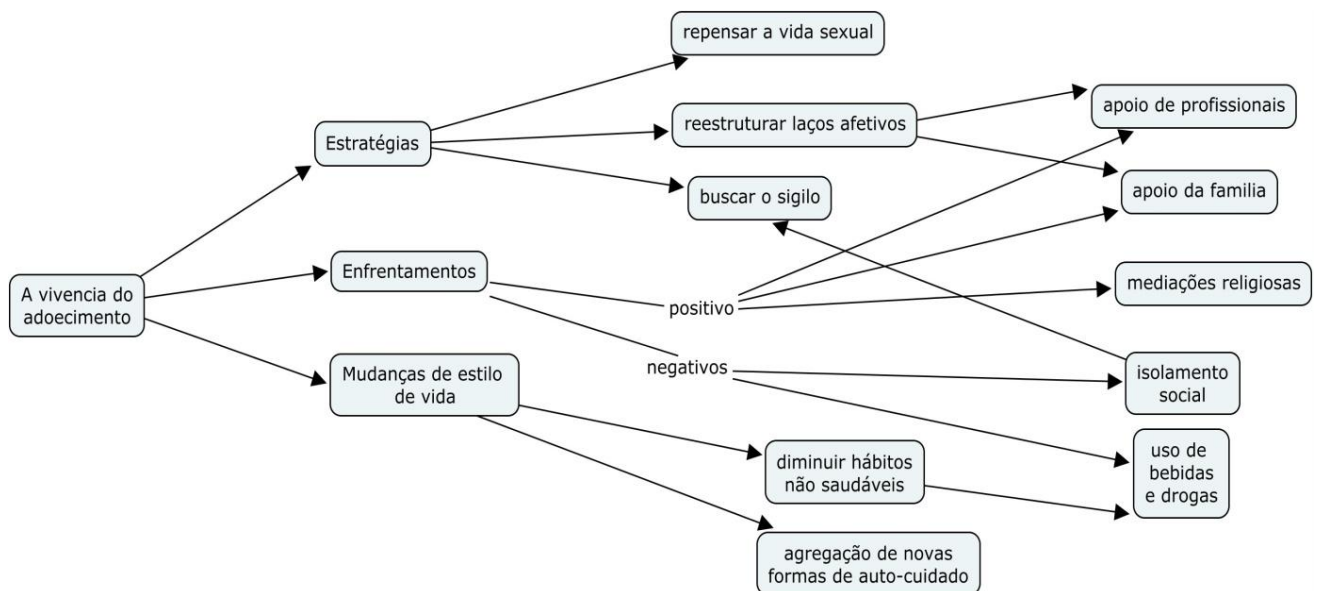 repensar a vida sexual
apoio de profissionais
reestruturar laços afetivos
Estratégias
apoio da familia
buscar o sigilo
Enfrentamentos
mediações religiosas
A vivencia do
adoecimento
positivo
negativos
isolamento
social
Mudanças de estilo
de vida
diminuir hábitos
não saudáveis
uso de
bebidas
e drogas
agregação de novas
formas de auto-cuidado